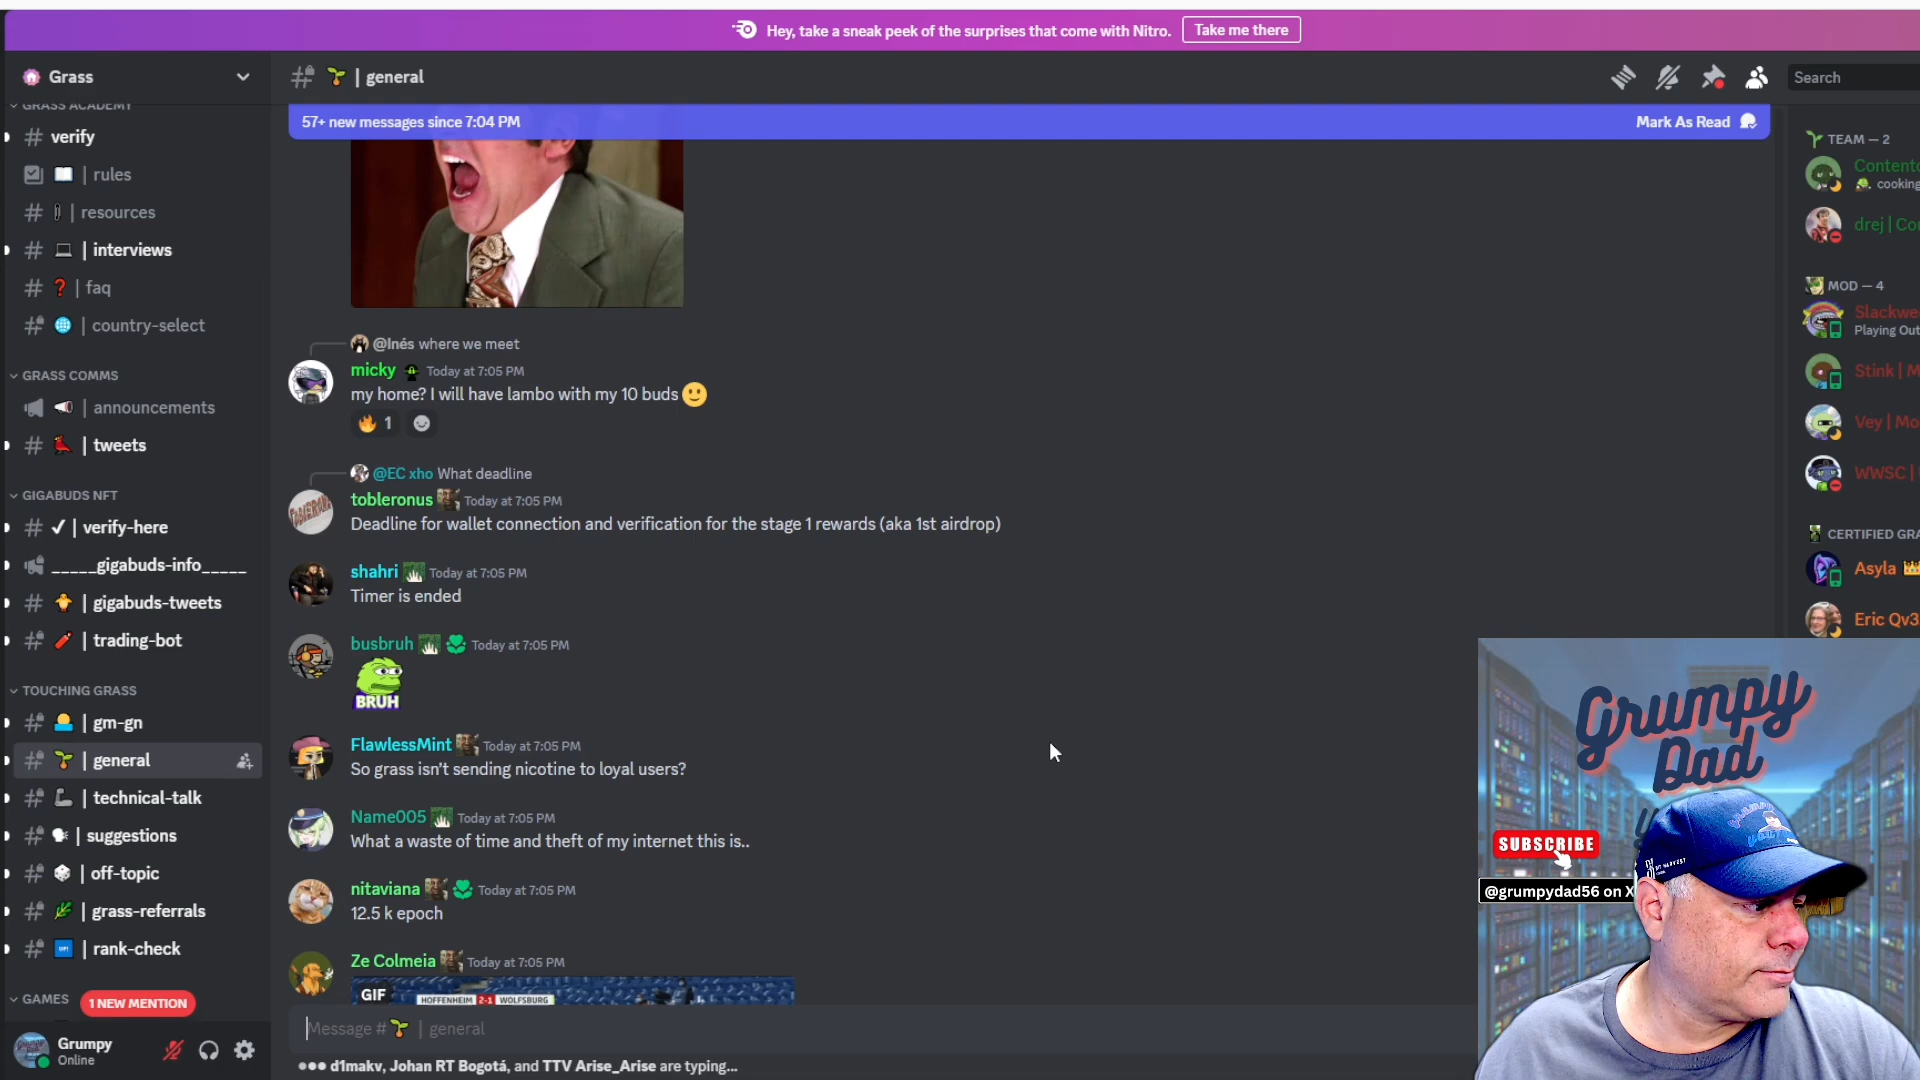 Hey, take a sneak peek of the surprises that come with Nitro. Take me there
Grass
GRASS ACADEMY
verify
| rules
| resources
| interviews
| faq
| country-select
GRASS COMMS
| announcements
| tweets
GIGABUDS NFT
| verify-here
_____gigabuds-info_____
| gigabuds-tweets
| trading-bot
TOUCHING GRASS
| gm-gn
| general
| technical-talk
| suggestions
| off-topic
| grass-referrals
| rank-check
GAMES
1 NEW MENTION
Grumpy
Online
| general
Search
57+ new messages since 7:04 PM Mark As Read
@Inés where we meet
micky Today at 7:05 PM
my home? I will have lambo with my 10 buds 🙂
🔥 1
@EC xho What deadline
tobleronus Today at 7:05 PM
Deadline for wallet connection and verification for the stage 1 rewards (aka 1st airdrop)
shahri Today at 7:05 PM
Timer is ended
busbruh Today at 7:05 PM
BRUH
FlawlessMint Today at 7:05 PM
So grass isn't sending nicotine to loyal users?
Name005 Today at 7:05 PM
What a waste of time and theft of my internet this is..
nitaviana Today at 7:05 PM
12.5 k epoch
Ze Colmeia Today at 7:05 PM
GIF
HOFFENHEIM 2-1 WOLFSBURG
Message # | general
d1makv, Johan RT Bogotá, and TTV Arise_Arise are typing...
TEAM — 2
cooking
drej |
MOD — 4
Playing
Stink |
Vey |
WWSC |
CERTIFIED
Asyla
Eric Qv3
Grumpy
Dad
SUBSCRIBE
@grumpydad56 on X